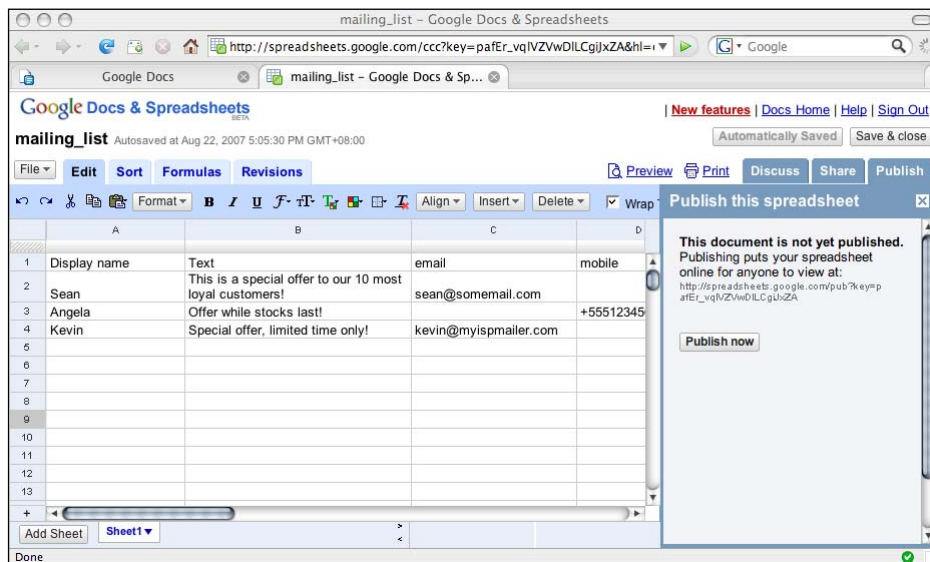 mailing_list – Google Docs & Spreadsheets
http://spreadsheets.google.com/ccc?key=pafEr_vqlVZVwDlLCgiJxZA&hl=
Google
Google Docs
mailing_list – Google Docs & Sp...
Google Docs & Spreadsheets
BETA
| New features | Docs Home | Help | Sign Out
mailing_list Autosaved at Aug 22, 2007 5:05:30 PM GMT+08:00
Automatically Saved Save & close
File Edit Sort Formulas Revisions Preview Print Discuss Share Publish
Format B I U F T Align Insert Delete Wrap
Publish this spreadsheet
A B C D
1 Display name Text email mobile
2 Sean This is a special offer to our 10 most
loyal customers! sean@somemail.com
3 Angela Offer while stocks last! +55512345
4 Kevin Special offer, limited time only! kevin@myispmailer.com
5
6
7
8
9
10
11
12
13
+
This document is not yet published.
Publishing puts your spreadsheet
online for anyone to view at:
http://spreadsheets.google.com/pub?key=p
afEr_vqlVZVwDlLCgiJxZA
Publish now
Add Sheet Sheet1
Done